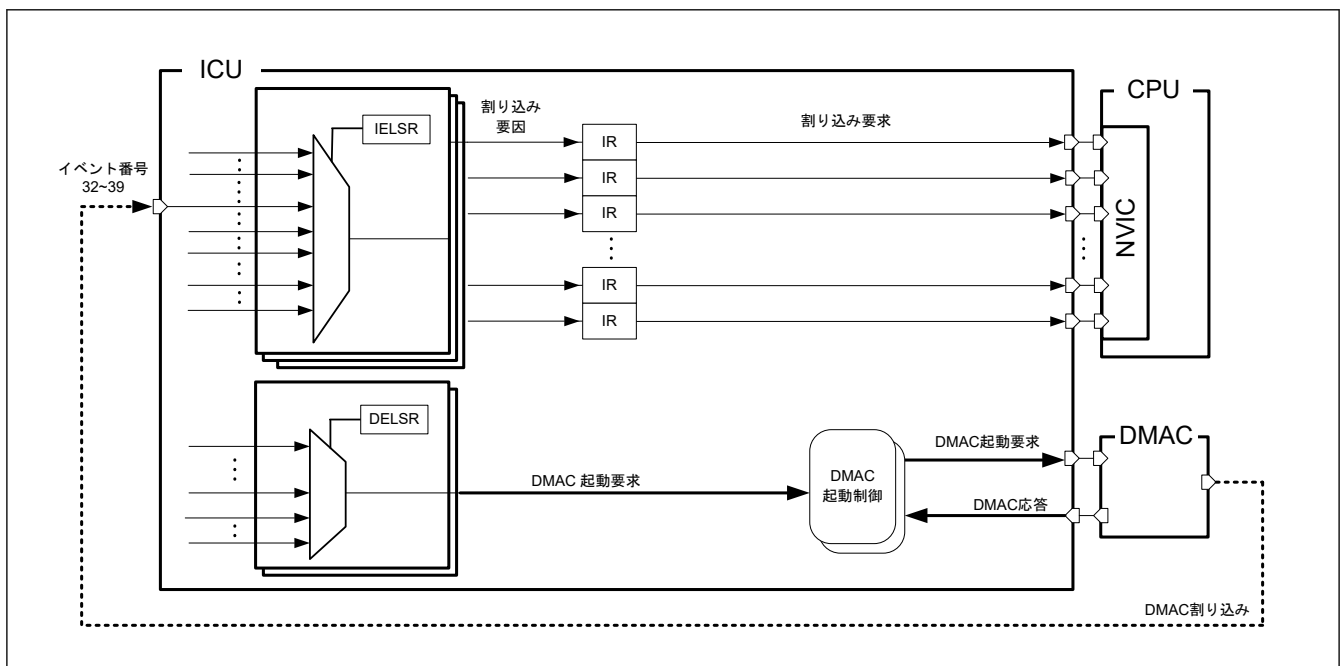 ICU
CPU
IELSR
割り込み
要因
IR
割り込み要求
イベント番号
32~39
IR
IR
NVIC
IR
IR
DELSR
DMAC 起動要求
DMAC
起動制御
DMAC起動要求
DMAC応答
DMAC
DMAC割り込み